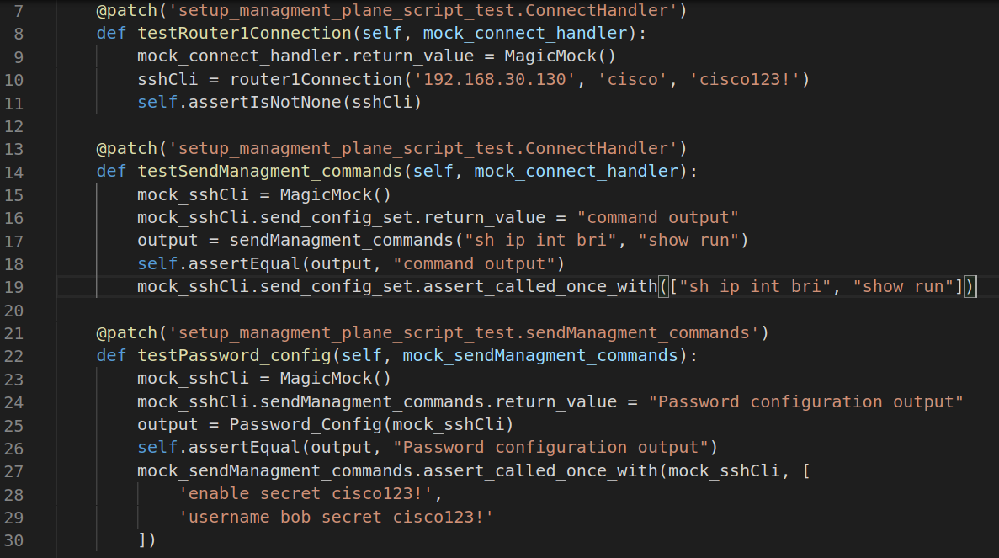 7 @patch('setup_managment_plane_script_test.ConnectHandler')
8 def testRouter1Connection(self, mock_connect_handler):
9 mock_connect_handler.return_value = MagicMock()
10 sshCli = router1Connection('192.168.30.130', 'cisco', 'cisco123!')
11 self.assertIsNotNone(sshCli)
12
13 @patch('setup_managment_plane_script_test.ConnectHandler')
14 def testSendManagment_commands(self, mock_connect_handler):
15 mock_sshCli = MagicMock()
16 mock_sshCli.send_config_set.return_value = "command output"
17 output = sendManagment_commands("sh ip int bri", "show run")
18 self.assertEqual(output, "command output")
19 mock_sshCli.send_config_set.assert_called_once_with(["sh ip int bri", "show run"])
20
21 @patch('setup_managment_plane_script_test.sendManagment_commands')
22 def testPassword_config(self, mock_sendManagment_commands):
23 mock_sshCli = MagicMock()
24 mock_sshCli.sendManagment_commands.return_value = "Password configuration output"
25 output = Password_Config(mock_sshCli)
26 self.assertEqual(output, "Password configuration output")
27 mock_sendManagment_commands.assert_called_once_with(mock_sshCli, [
28 'enable secret cisco123!',
29 'username bob secret cisco123!'
30 ])